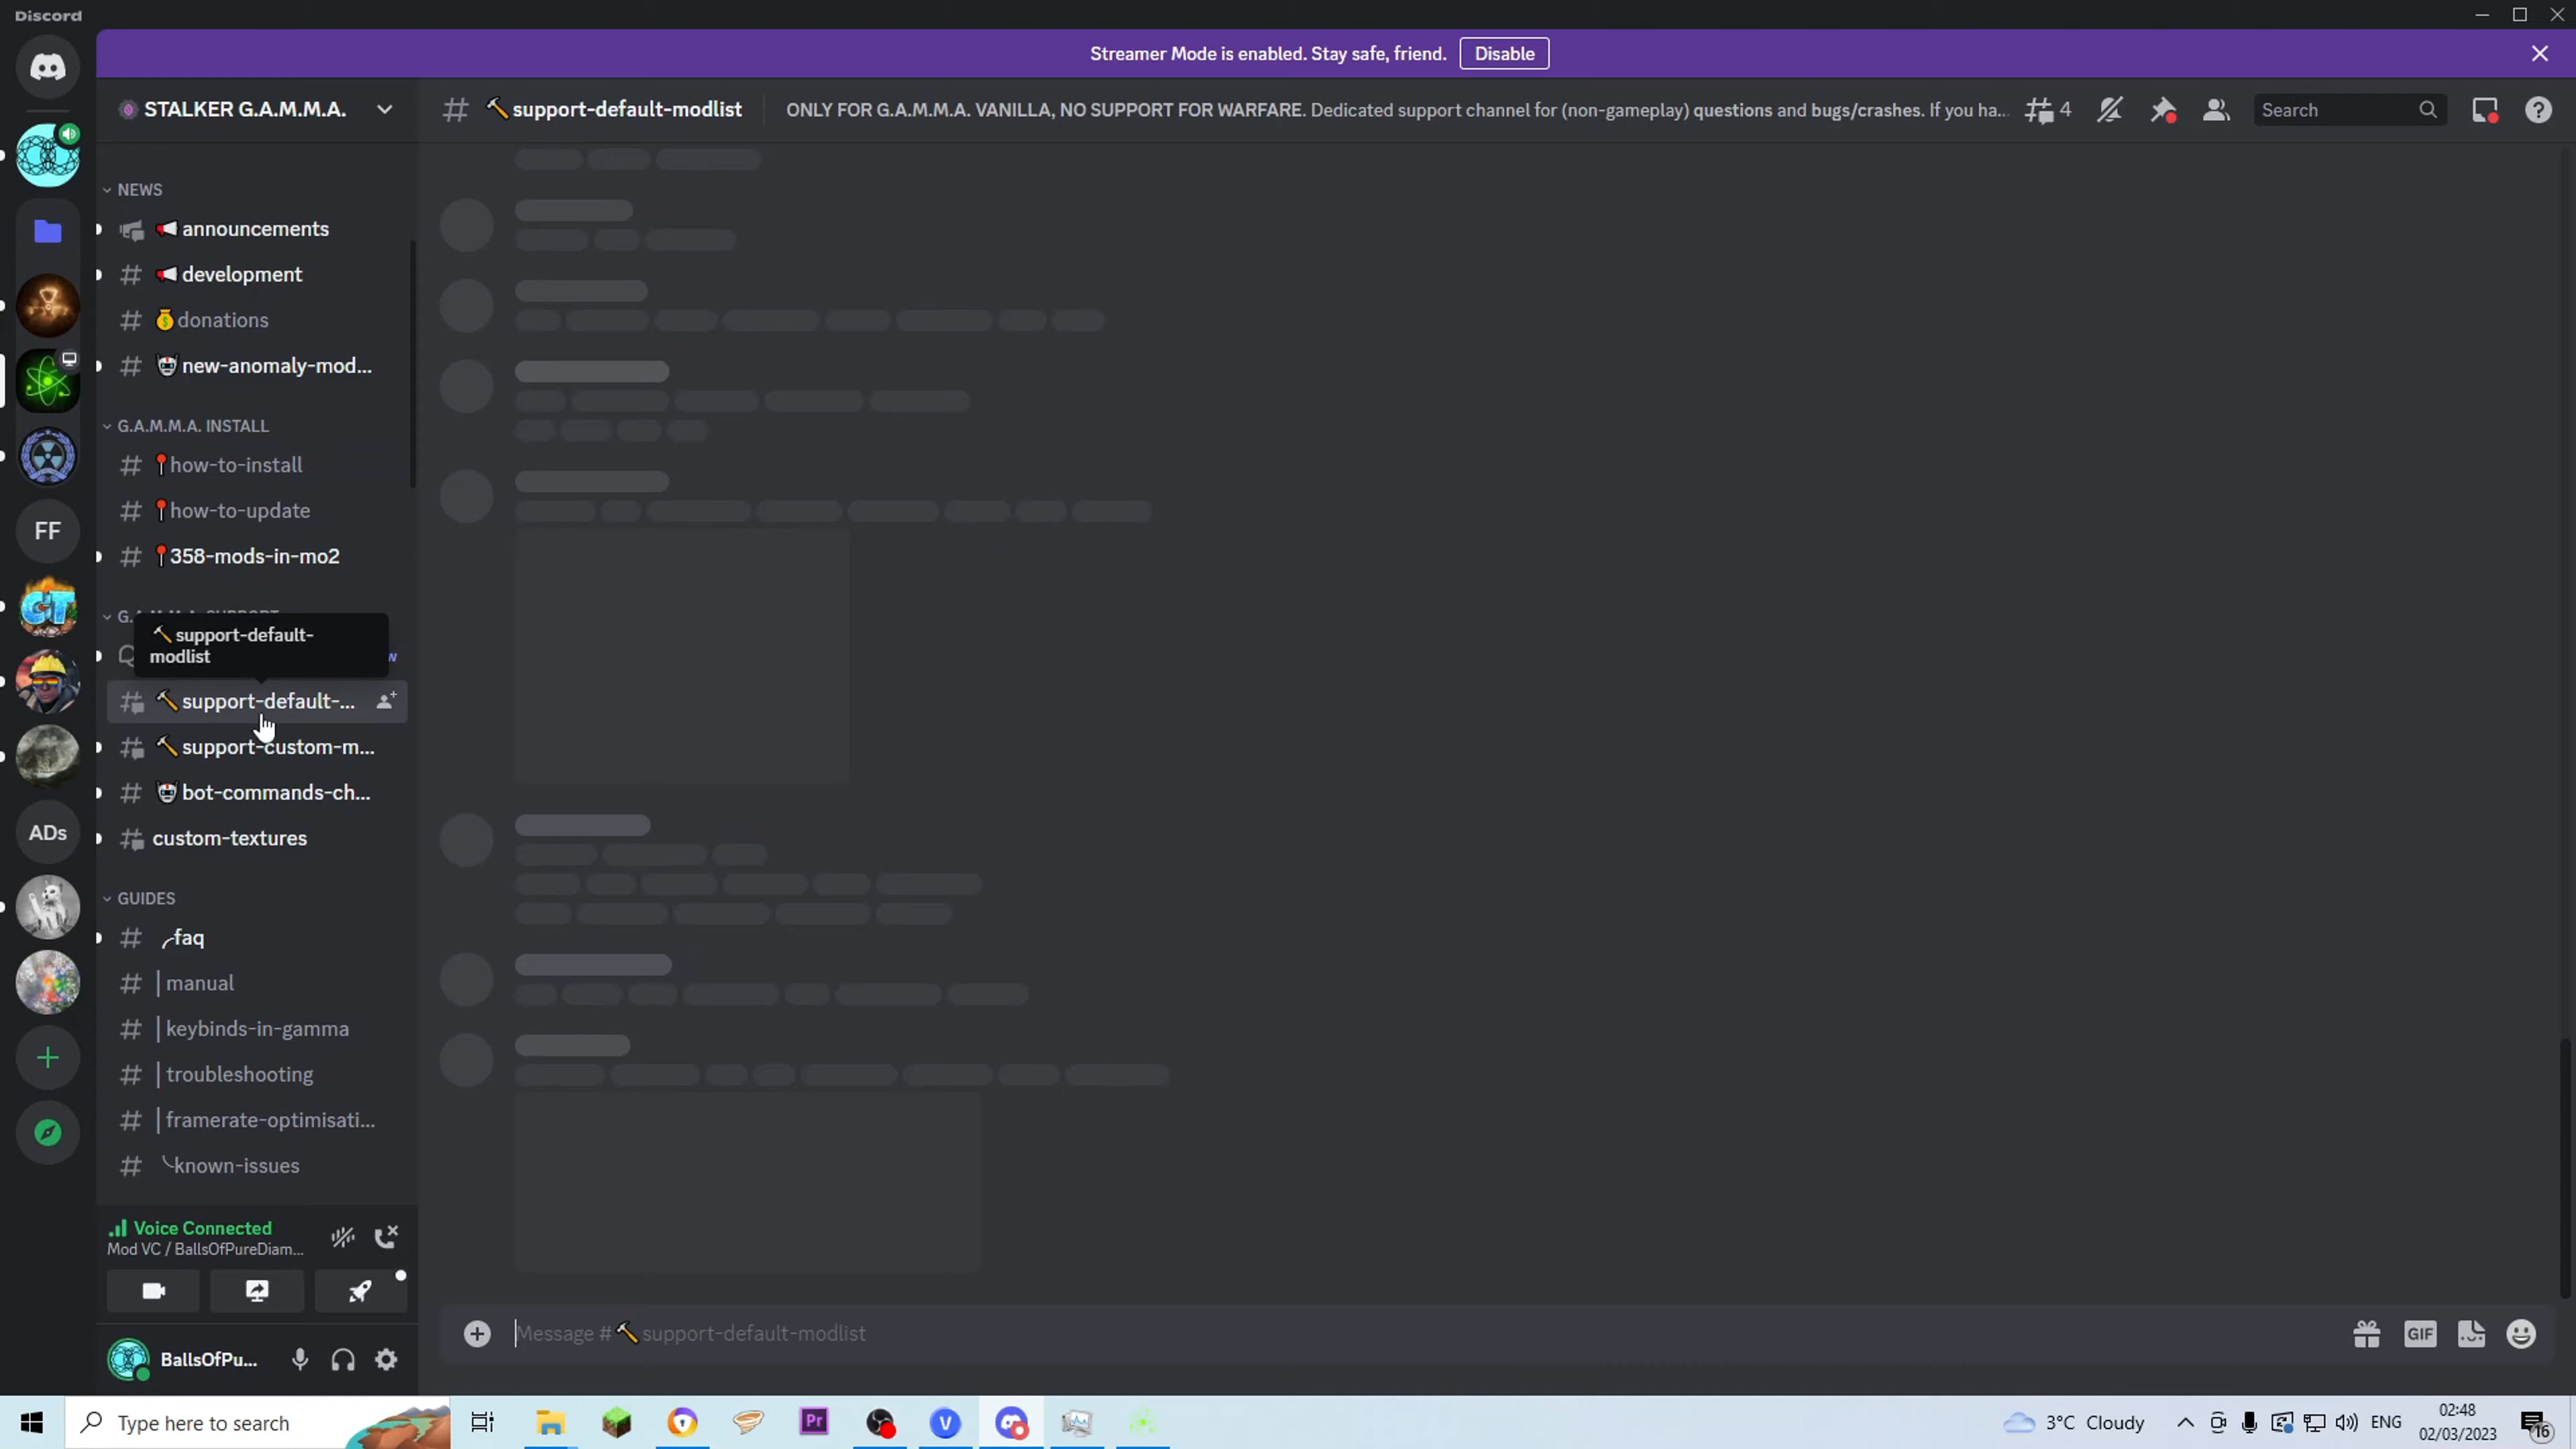 Discord
Streamer Mode is enabled. Stay safe, friend. Disable
STALKER G.A.M.M.A.
support-default-modlist
ONLY FOR G.A.M.M.A. VANILLA, NO SUPPORT FOR WARFARE. Dedicated support channel for (non-gameplay) questions and bugs/crashes. If you ha...
4
Search
NEWS
announcements
development
donations
new-anomaly-mod...
G.A.M.M.A. INSTALL
how-to-install
how-to-update
358-mods-in-mo2
G.A.M.M.A. SUPPORT
support-default-
modlist
support-default-...
support-custom-m...
bot-commands-ch...
custom-textures
GUIDES
faq
manual
keybinds-in-gamma
troubleshooting
framerate-optimisati...
known-issues
FF
CT
ADs
Voice Connected
Mod VC / BallsOfPureDiam...
BallsOfPu...
Message # support-default-modlist
GIF
Type here to search
Pr
V
3°C Cloudy
ENG
02:48
02/03/2023
16